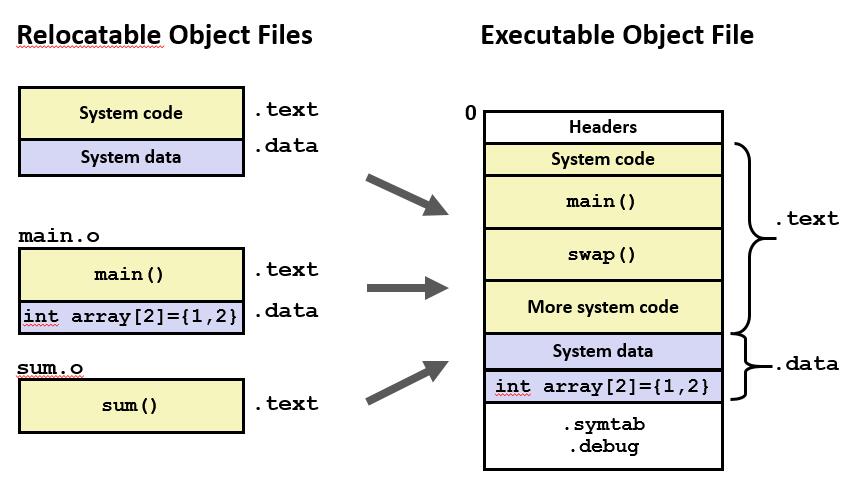 Relocatable Object Files
Executable Object File
System code
.text
System data
.data
main.o
main()
.text
int array[2]={1,2}
.data
sum.o
sum()
.text
0
Headers
System code
main()
swap()
More system code
.text
System data
int array[2]={1,2}
.data
.symtab
.debug